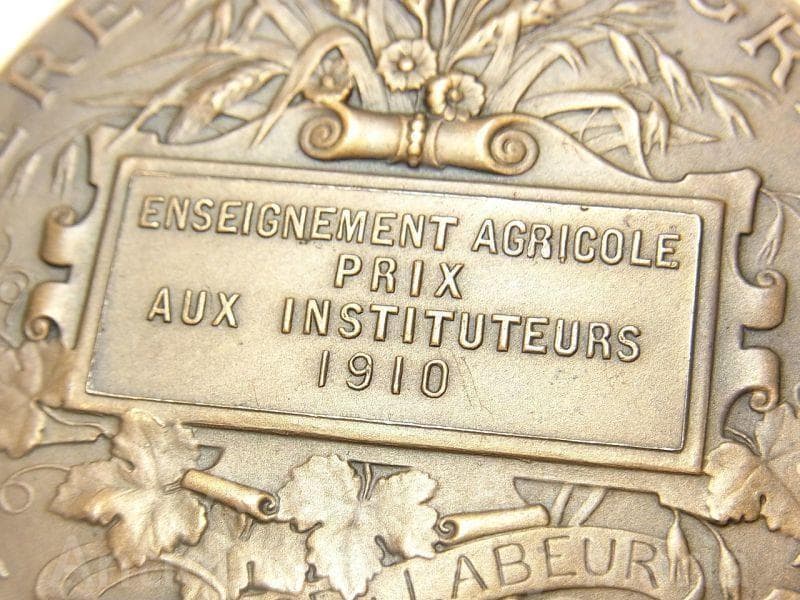 ENSEIGNEMENT AGRICOLE
PRIX
AUX INSTITUTEURS
1910
LABEUR